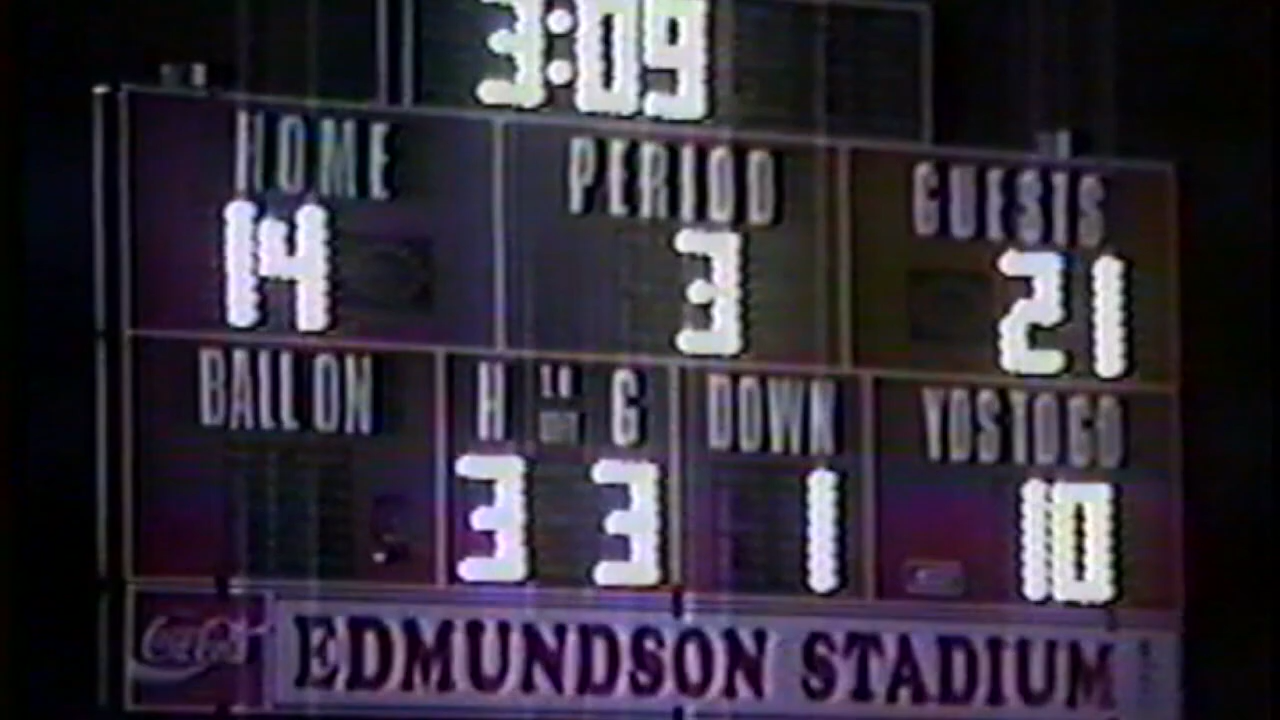 3:09
HOME PERIOD GUESTS
14 3 21
BALL ON H G DOWN YDS TO GO
3 3 1 10
Coca-Cola EDMUNDSON STADIUM